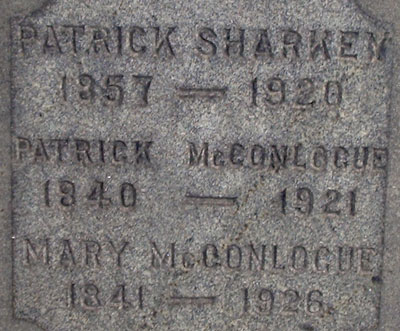 PATRICK SHARKEY
1857 — 1920
PATRICK McCONLOGUE
1840 — 1921
MARY McCONLOGUE
1841 — 1926.